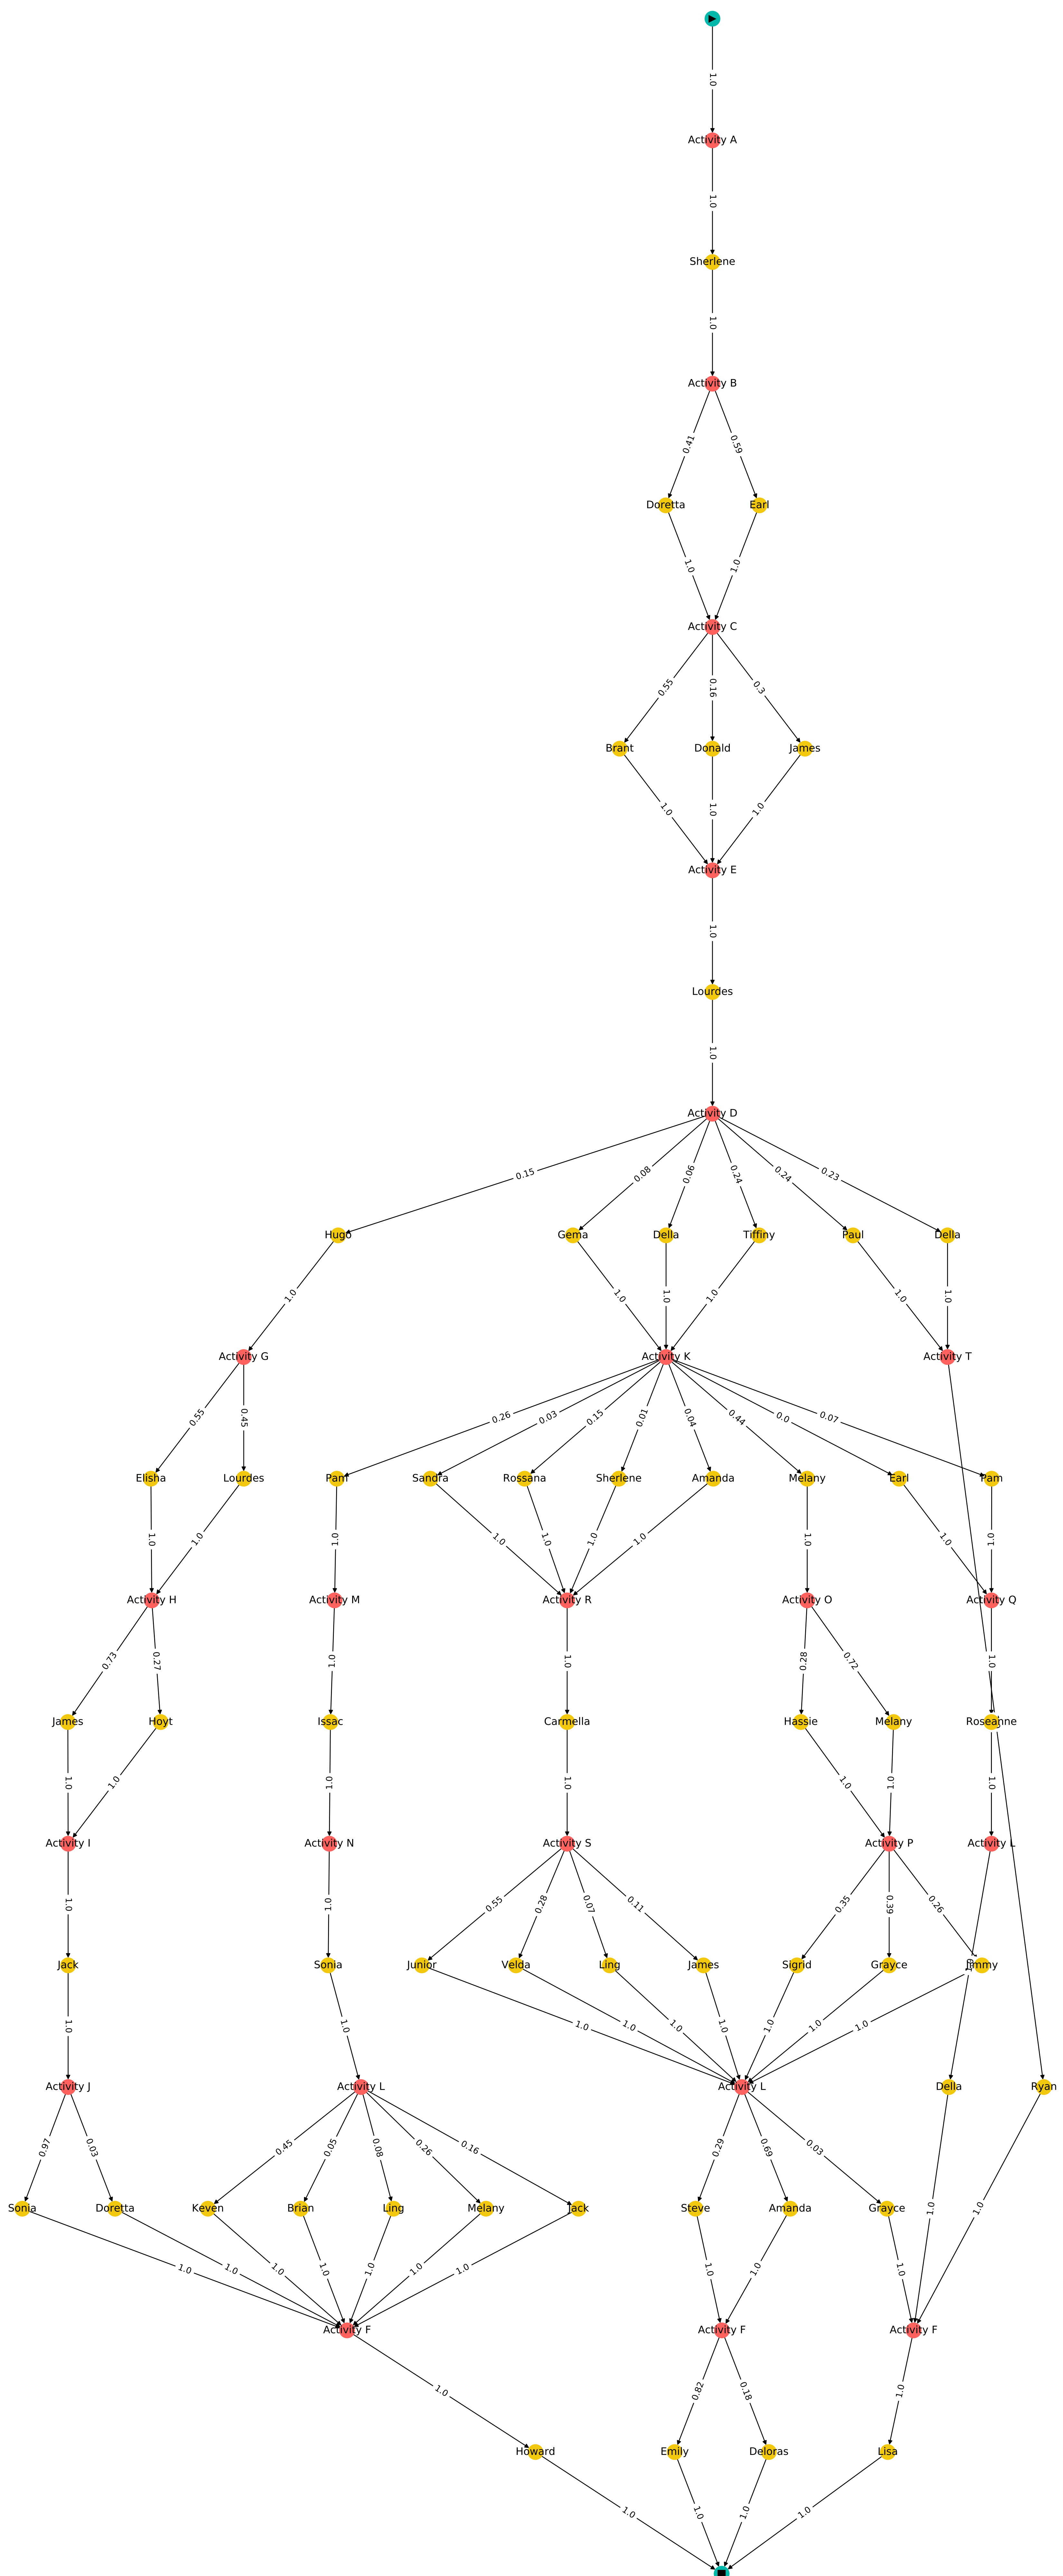 1.0
Activity A
1.0
Sherlene
1.0
Activity B
0.41 0.59
Doretta Earl
1.0 1.0
Activity C
0.55 0.16 0.3
Brant Donald James
1.0 1.0 1.0
Activity E
1.0
Lourdes
1.0
Activity D
0.15 0.08 0.06 0.24 0.24 0.23
Hugo Gema Della Tiffiny Paul Della
1.0 1.0 1.0 1.0 1.0 1.0
Activity G Activity K Activity T
0.55 0.45 0.26 0.03 0.15 0.01 0.04 0.44 0.0 0.07
Elisha Lourdes Pam Sandra Rossana Sherlene Amanda Melany Earl Pam
1.0 1.0 1.0 1.0 1.0 1.0 1.0 1.0 1.0 1.0
Activity H Activity M Activity R Activity O Activity Q
0.73 0.27 1.0 1.0 0.28 0.72 1.0
James Hoyt Issac Carmella Hassie Melany Roseanne
1.0 1.0 1.0 1.0 1.0 1.0 1.0
Activity I Activity N Activity S Activity P Activity L
1.0 1.0 0.55 0.28 0.07 0.11 0.35 0.39 0.26
Jack Sonia Junior Velda Ling James Sigrid Grayce Jimmy
1.0 1.0 1.0 1.0 1.0 1.0 1.0 1.0 1.0
Activity J Activity L Activity L Della Ryan
0.97 0.03 0.45 0.05 0.08 0.26 0.16 0.29 0.69 0.03
Sonia Doretta Keven Brian Ling Melany Jack Steve Amanda Grayce
1.0 1.0 1.0 1.0 1.0 1.0 1.0 1.0 1.0 1.0 1.0 1.0
Activity F Activity F Activity F
1.0 0.82 0.18 1.0
Howard Emily Deloras Lisa
1.0 1.0 1.0 1.0